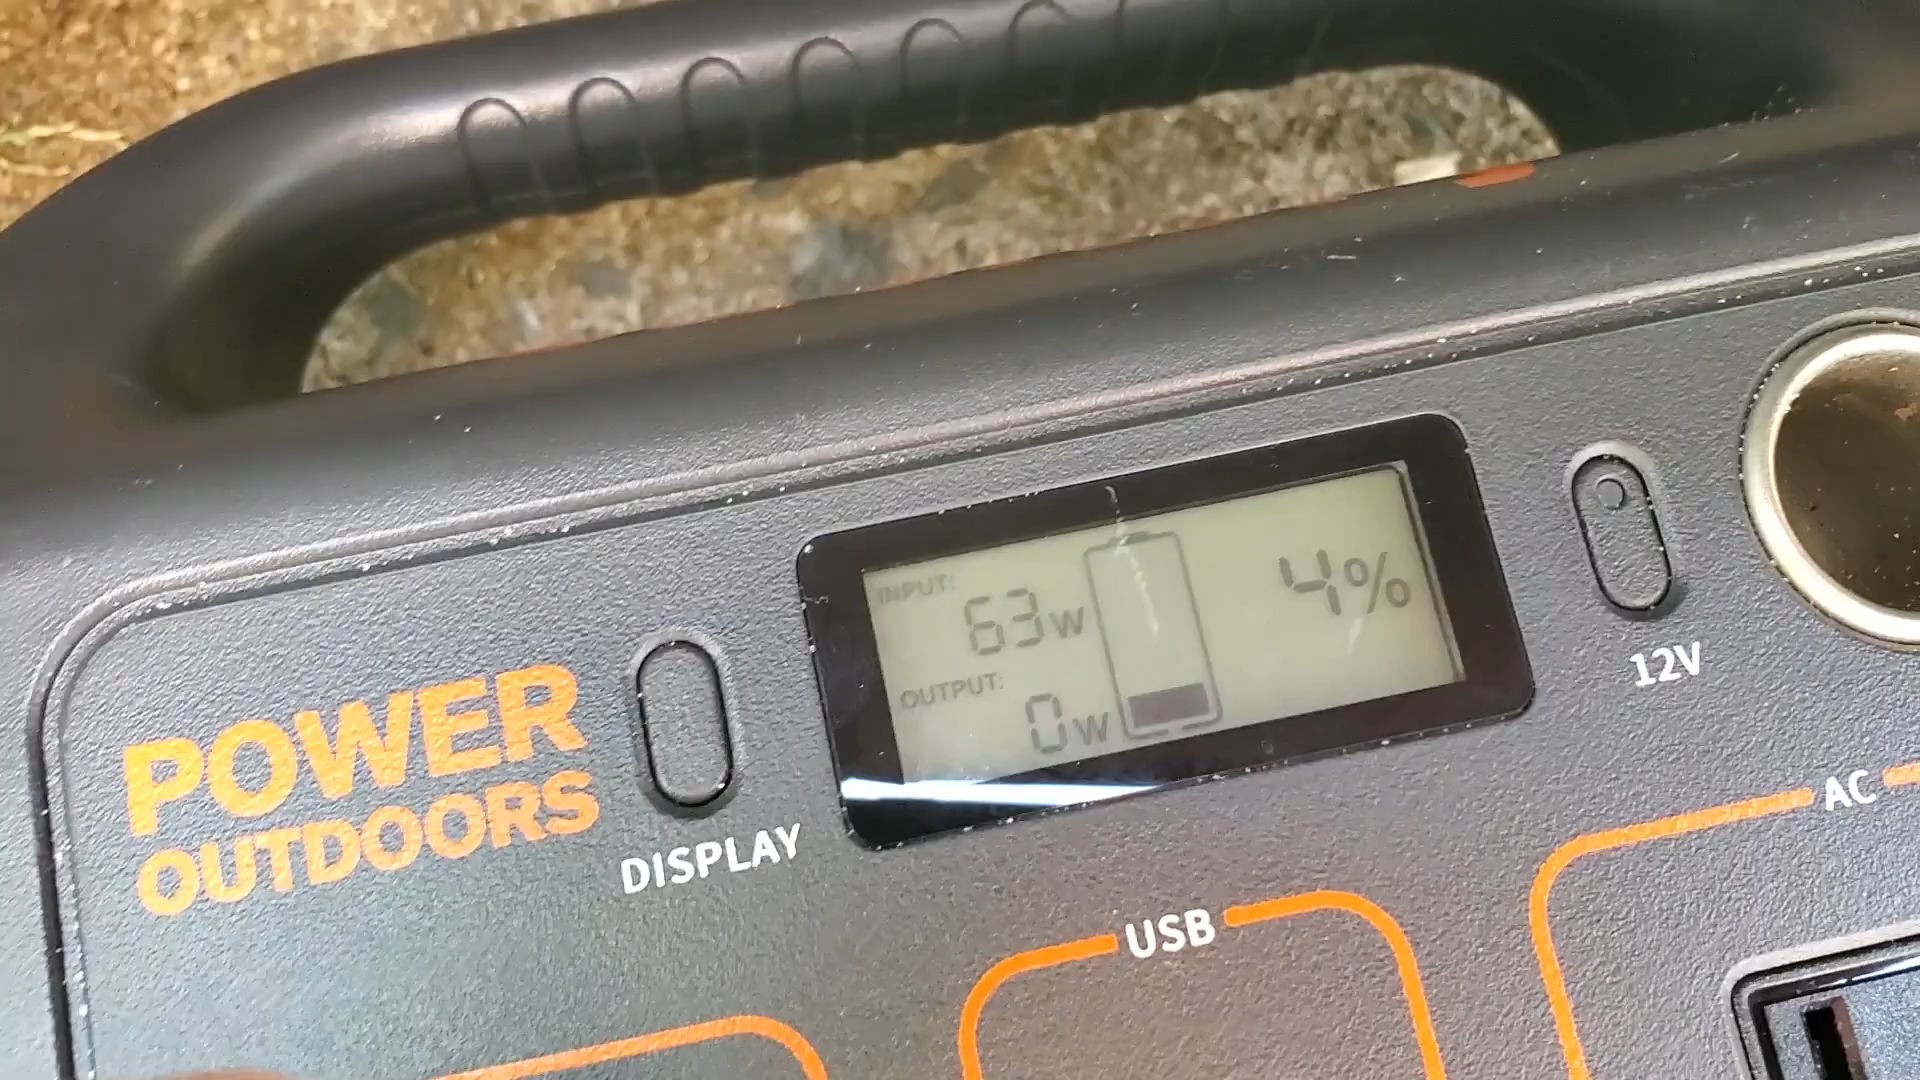 INPUT:
63W
OUTPUT:
0W
4%
12V
POWER
OUTDOORS
DISPLAY
USB
AC